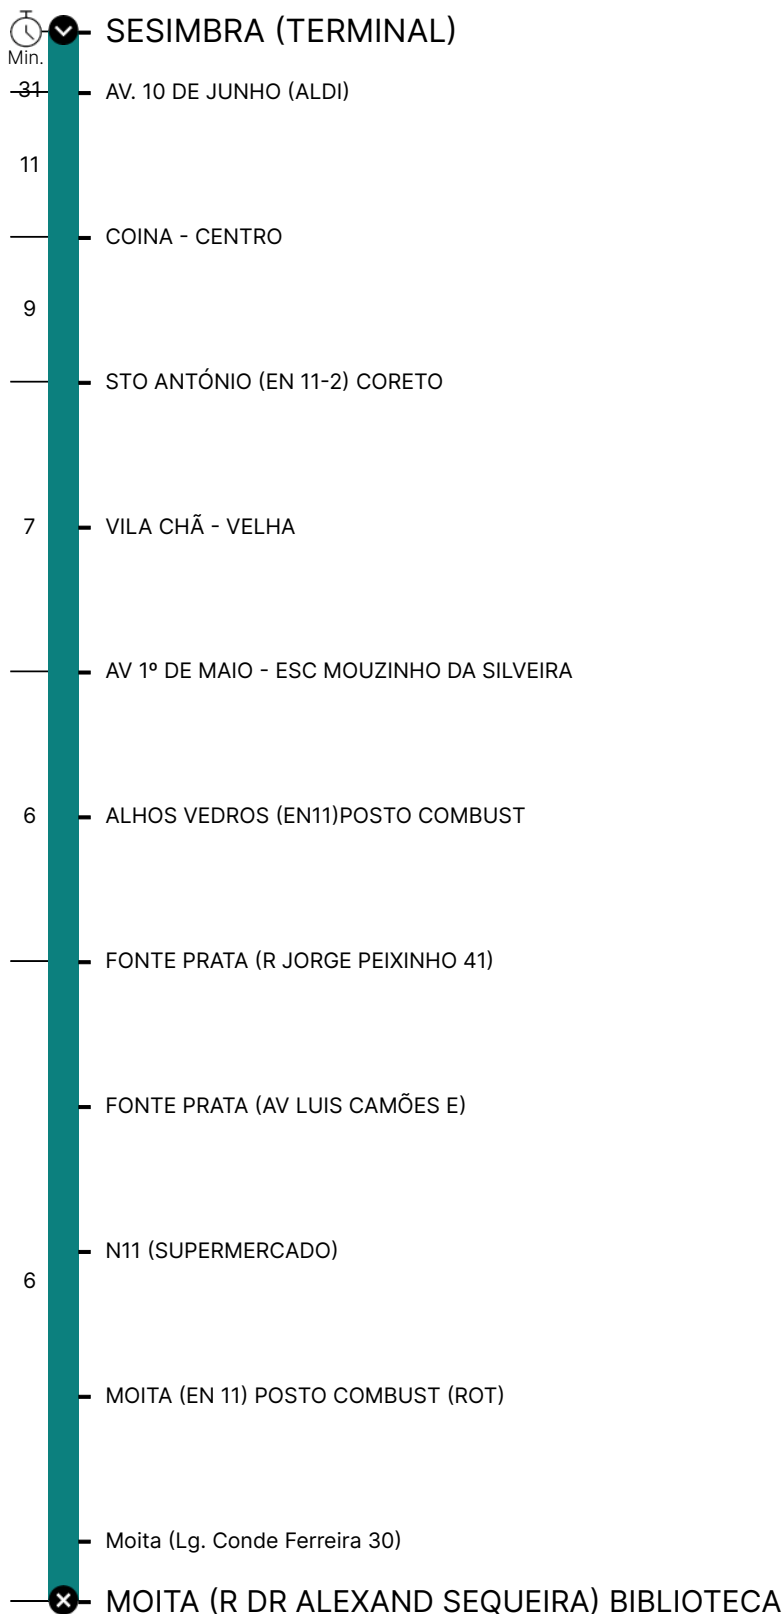 SESIMBRA (TERMINAL)
Min.
31
AV. 10 DE JUNHO (ALDI)
11
COINA - CENTRO
9
STO ANTÓNIO (EN 11-2) CORETO
7
VILA CHÃ - VELHA
AV 1º DE MAIO - ESC MOUZINHO DA SILVEIRA
6
ALHOS VEDROS (EN11)POSTO COMBUST
FONTE PRATA (R JORGE PEIXINHO 41)
FONTE PRATA (AV LUIS CAMÕES E)
N11 (SUPERMERCADO)
6
MOITA (EN 11) POSTO COMBUST (ROT)
Moita (Lg. Conde Ferreira 30)
MOITA (R DR ALEXAND SEQUEIRA) BIBLIOTECA